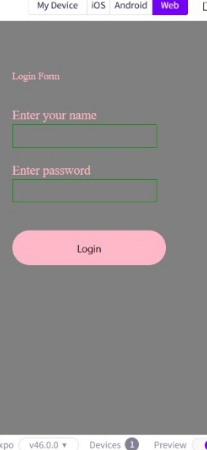 My Device iOS Android Web
Login Form
Enter your name
Enter password
Login
xpo v46.0.0 Devices 1 Preview